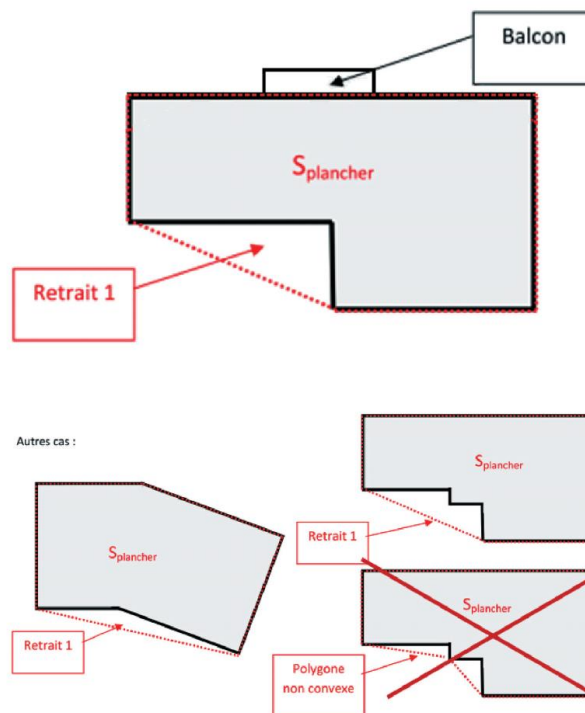 Balcon
Splancher
Retrait 1
Autres cas :
Splancher
Retrait 1
Splancher
Retrait 1
Splancher
Polygone
non convexe